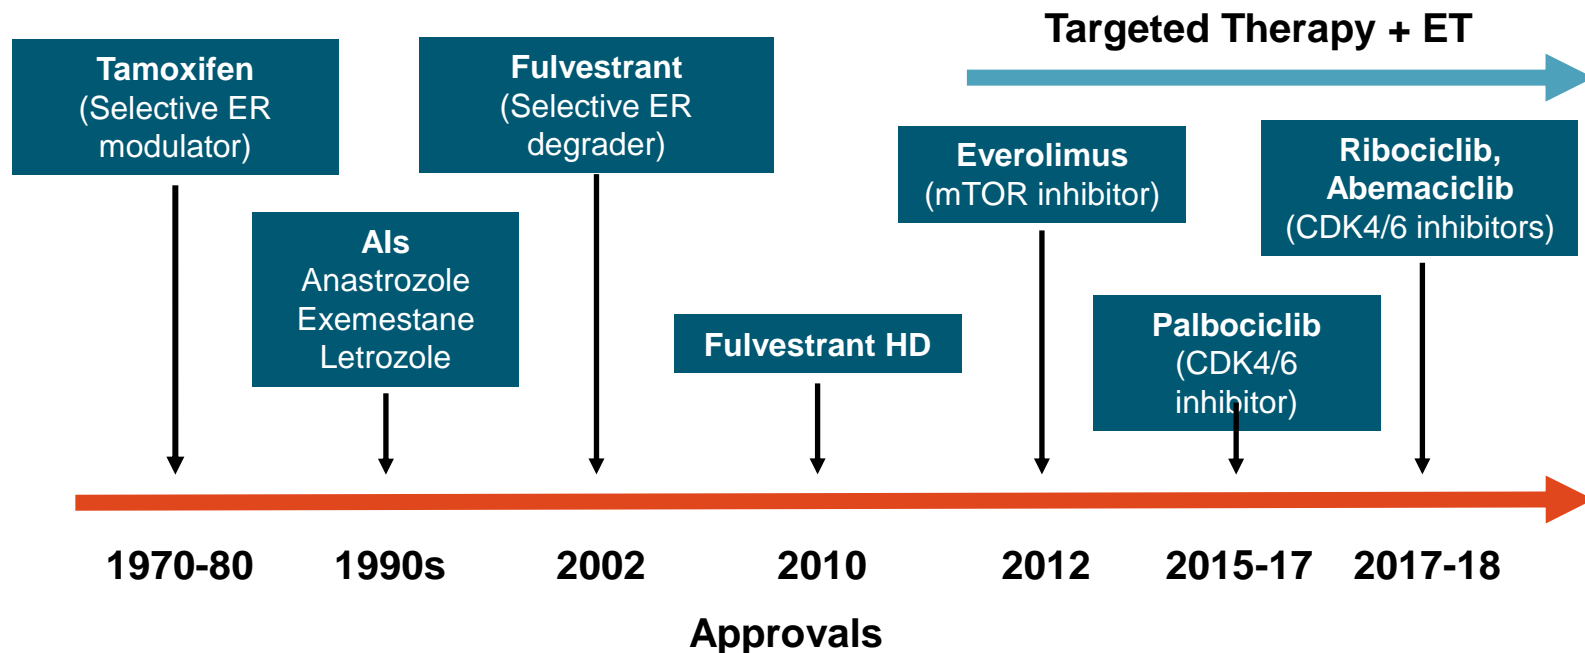 Targeted Therapy + ET
Tamoxifen
(Selective ER
modulator)
Fulvestrant
(Selective ER
degrader)
Everolimus
(mTOR inhibitor)
Ribociclib,
Abemaciclib
(CDK4/6 inhibitors)
AIs
Anastrozole
Exemestane
Letrozole
Fulvestrant HD
Palbociclib
(CDK4/6
inhibitor)
1970-80 1990s 2002 2010 2012 2015-17 2017-18
Approvals